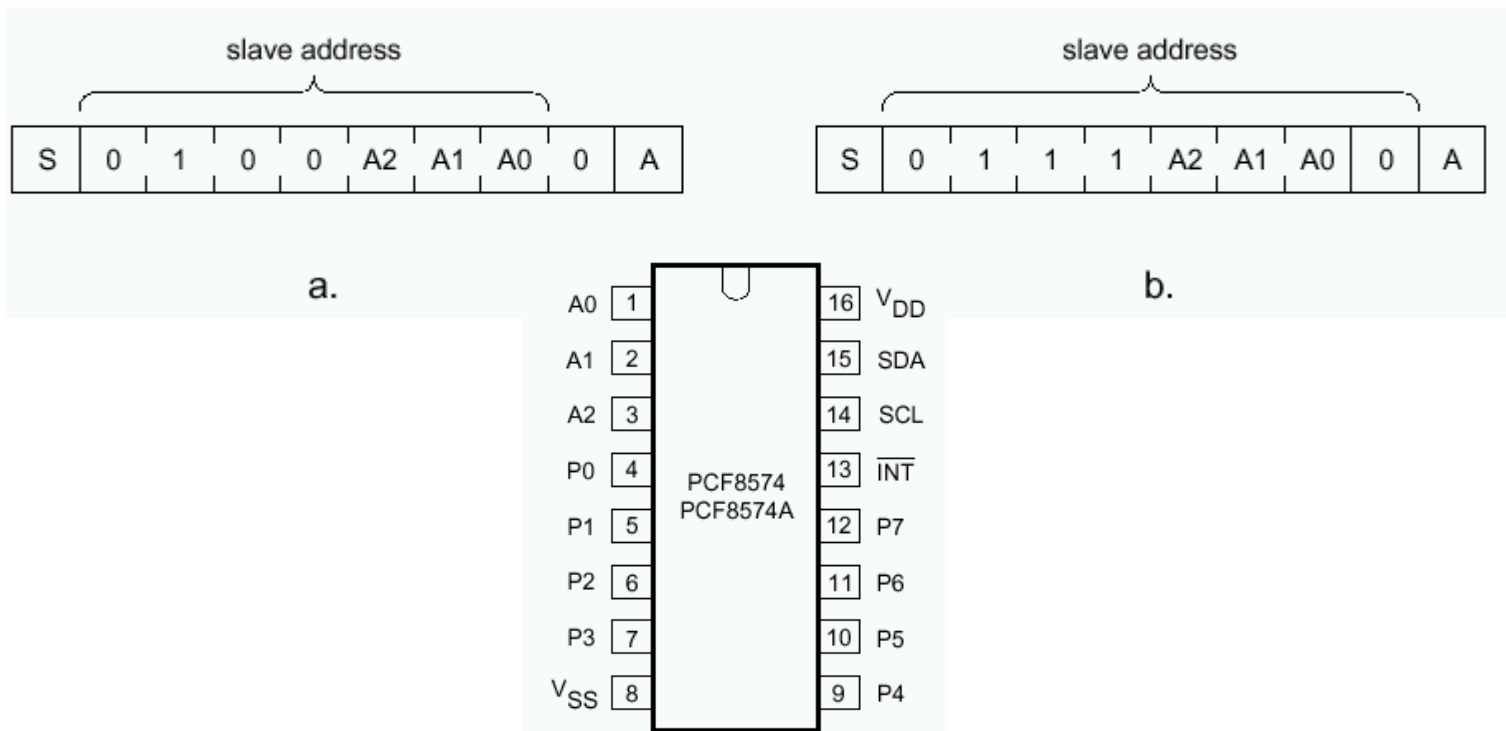 slave address
S 0 1 0 0 A2 A1 A0 0 A
a.
slave address
S 0 1 1 1 A2 A1 A0 0 A
b.
A0 1
A1 2
A2 3
P0 4
P1 5
P2 6
P3 7
VSS 8
PCF8574
PCF8574A
16 VDD
15 SDA
14 SCL
13 INT
12 P7
11 P6
10 P5
9 P4